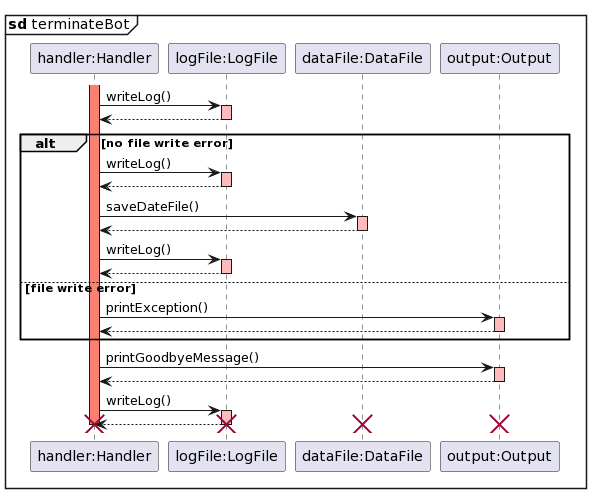 sd terminateBot
handler:Handler logFile:LogFile dataFile:DataFile output:Output
writeLog()
alt [no file write error]
writeLog()
saveDateFile()
writeLog()
[file write error]
printException()
printGoodbyeMessage()
writeLog()
handler:Handler logFile:LogFile dataFile:DataFile output:Output